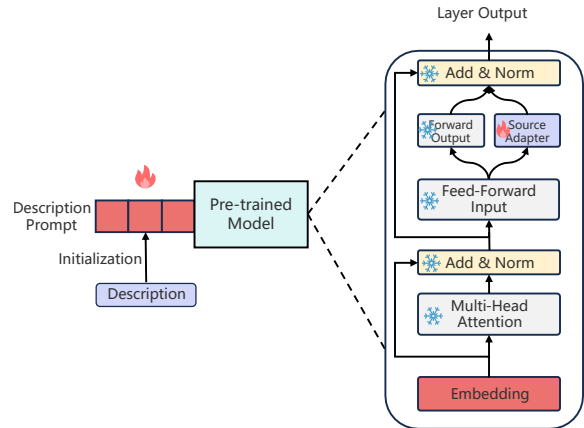 Layer Output
Add & Norm
Forward
Output
Source
Adapter
Feed-Forward
Input
Add & Norm
Multi-Head
Attention
Embedding
Description
Prompt
Pre-trained
Model
Initialization
Description